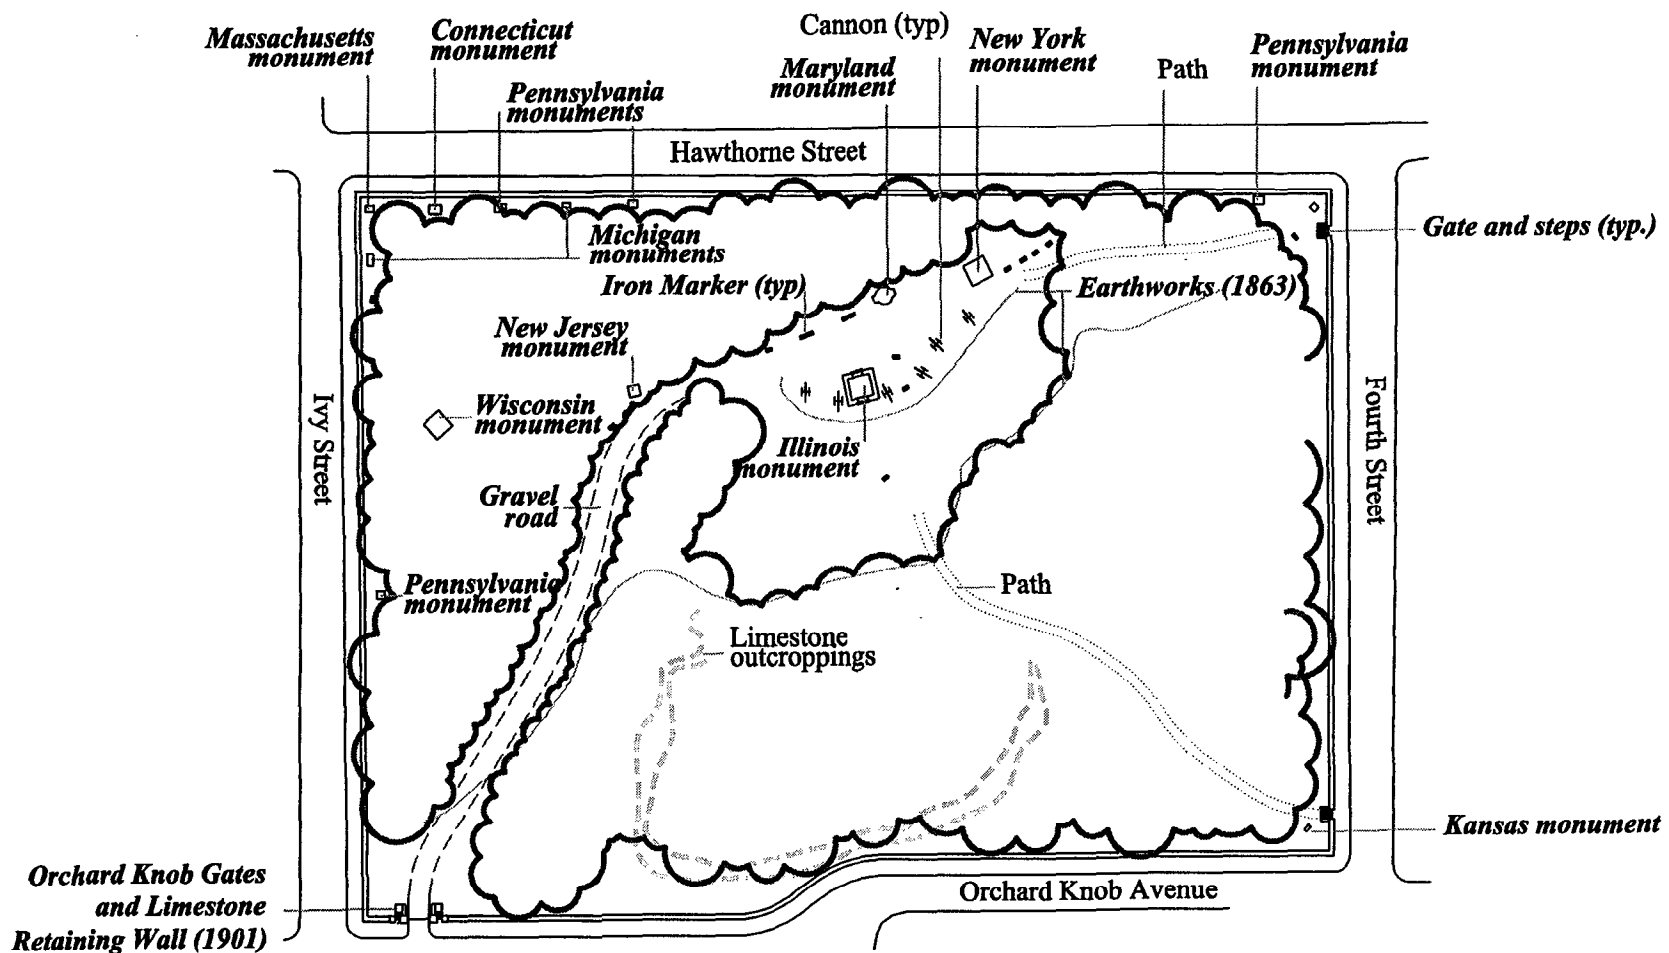 Massachusetts
monument
Connecticut
monument
Pennsylvania
monuments
Cannon (typ)
Maryland
monument
New York
monument
Path
Pennsylvania
monument
Hawthorne Street
Michigan
monuments
Iron Marker (typ)
Gate and steps (typ.)
Earthworks (1863)
New Jersey
monument
Wisconsin
monument
Ivy Street
Fourth Street
Illinois
monument
Gravel
road
Pennsylvania
monument
Path
Limestone
outcroppings
Kansas monument
Orchard Knob Gates
and Limestone
Retaining Wall (1901)
Orchard Knob Avenue